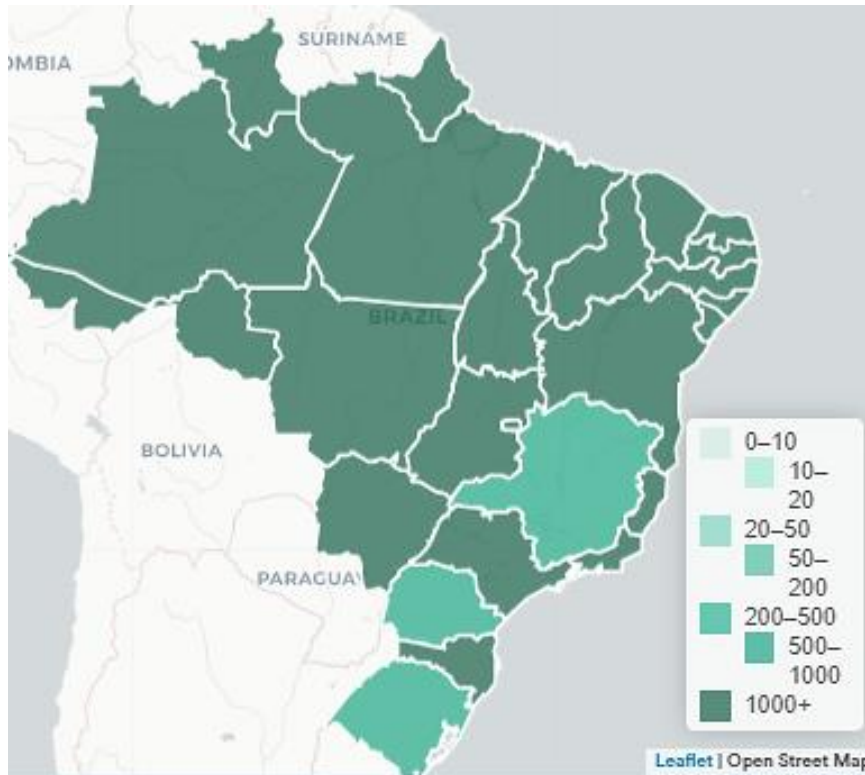 SURINAME
OMBIA
BRAZIL
BOLIVIA
PARAGUAY
0–10
10–
20
20–50
50–
200
200–500
500–
1000
1000+
Leaflet | Open Street Map